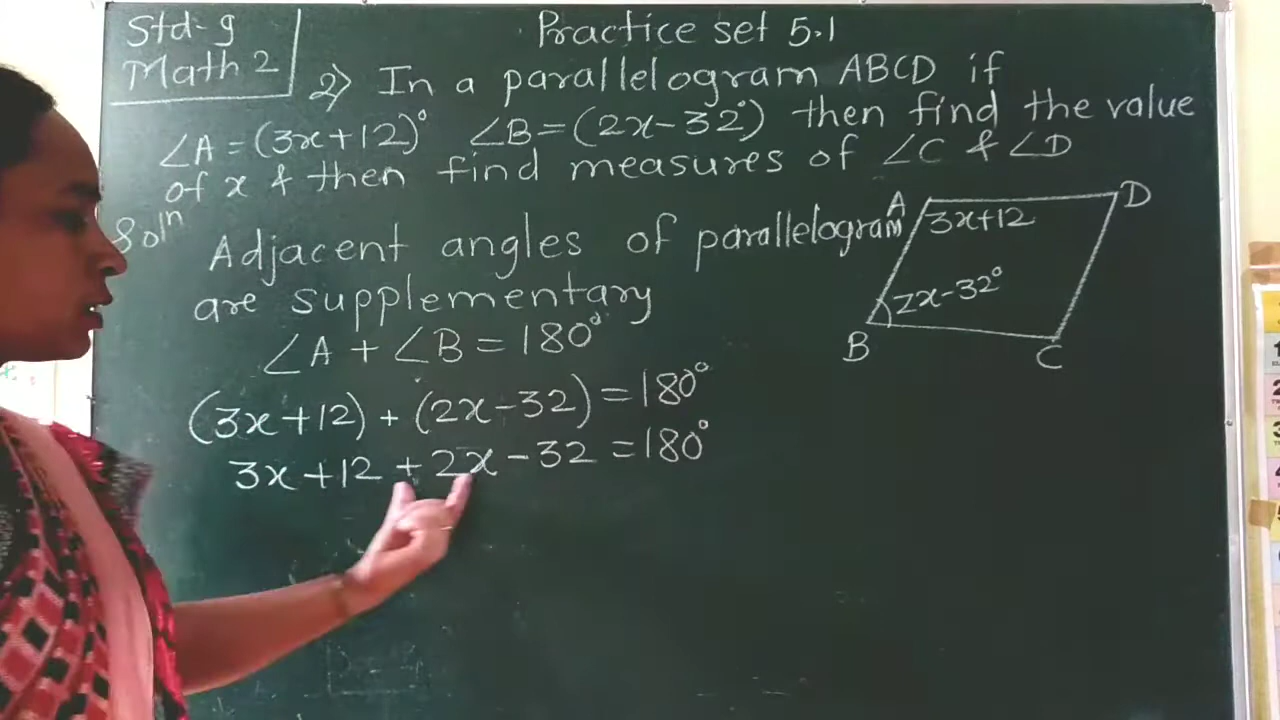 Std-9
Math 2
Practice set 5.1
2) In a parallelogram ABCD if
∠A = (3x+12)° ∠B = (2x-32°) then find the value
of x & then find measures of ∠C & ∠D
Soln
Adjacent angles of parallelogram
are supplementary
∠A + ∠B = 180°
(3x+12) + (2x-32) = 180°
3x+12 + 2x-32 = 180°
A
D
3x+12
2x-32°
B
C